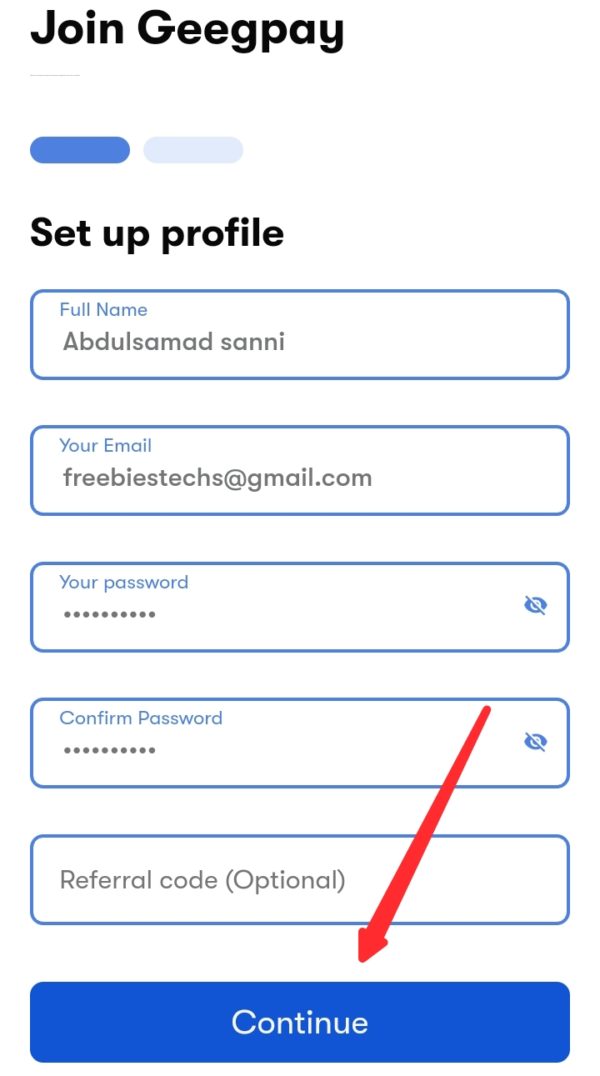 Join Geegpay
Set up profile
Full Name
Abdulsamad sanni
Your Email
freebiestechs@gmail.com
Your password
••••••••••
Confirm Password
••••••••••
Referral code (Optional)
Continue